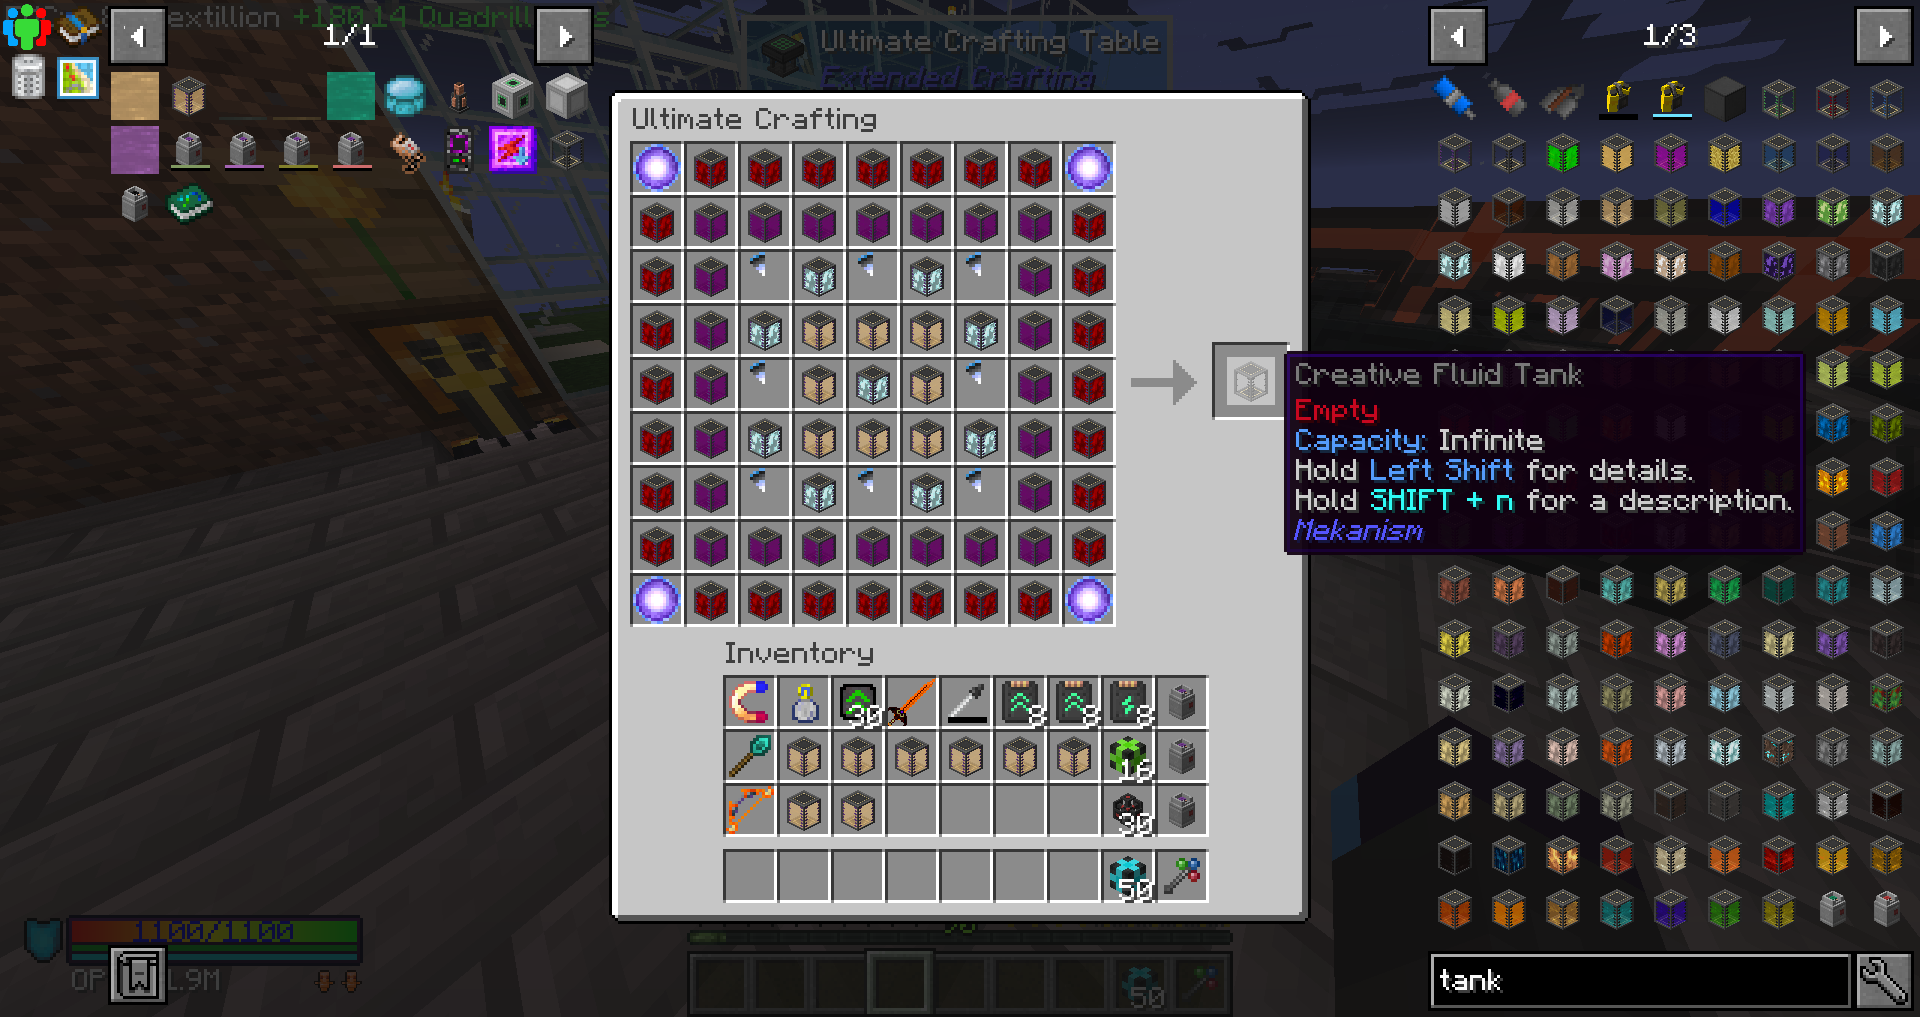 extillion +180.14 Quadrill
1/1
Ultimate Crafting Table
Extended Crafting
1/3
Ultimate Crafting
Creative Fluid Tank
Empty
Capacity: Infinite
Hold Left Shift for details.
Hold SHIFT + n for a description.
Mekanism
Inventory
30
8
8
8
16
30
50
1100/1100
OP
L.9M
50
tank